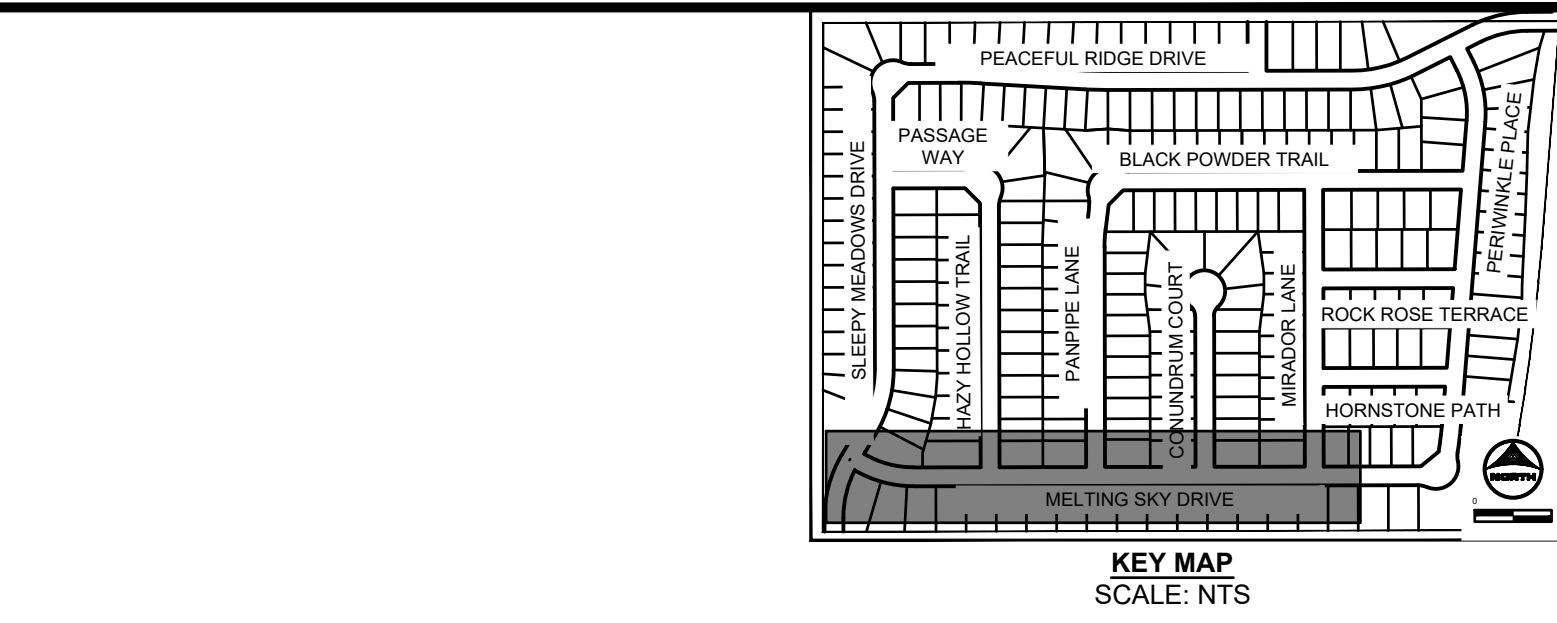 PEACEFUL RIDGE DRIVE
PASSAGE
WAY
BLACK POWDER TRAIL
SLEEPY MEADOWS DRIVE
HAZY HOLLOW TRAIL
PANPIPE LANE
CONUNDRUM COURT
MIRADOR LANE
PERIWINKLE PLACE
ROCK ROSE TERRACE
HORNSTONE PATH
MELTING SKY DRIVE
NORTH
0
KEY MAP
SCALE: NTS